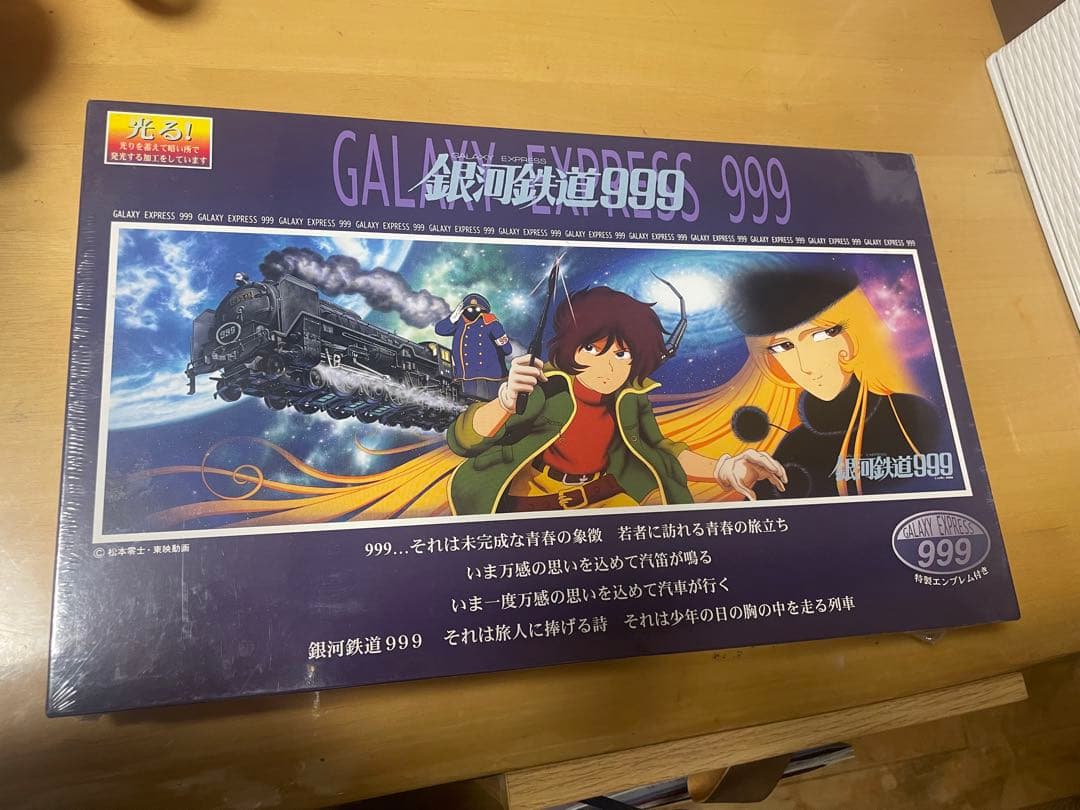 光る!
光りを蓄えて暗い所で
発光する加工をしています
GALAXY EXPRESS 999
GALAXY EXPRESS
銀河鉄道999
GALAXY EXPRESS 999 GALAXY EXPRESS 999 GALAXY EXPRESS 999 GALAXY EXPRESS 999 GALAXY EXPRESS 999 GALAXY EXPRESS 999 GALAXY EXPRESS 999 GALAXY EXPRESS 999 GALAXY EXPRESS 999 GALAXY EXPRESS 999
999
銀河鉄道999
© 松本零士・東映動画
999…それは未完成な青春の象徴 若者に訪れる青春の旅立ち
いま万感の思いを込めて汽笛が鳴る
いま一度万感の思いを込めて汽車が行く
銀河鉄道999 それは旅人に捧げる詩 それは少年の日の胸の中を走る列車
GALAXY EXPRESS
999
特製エンブレム付き